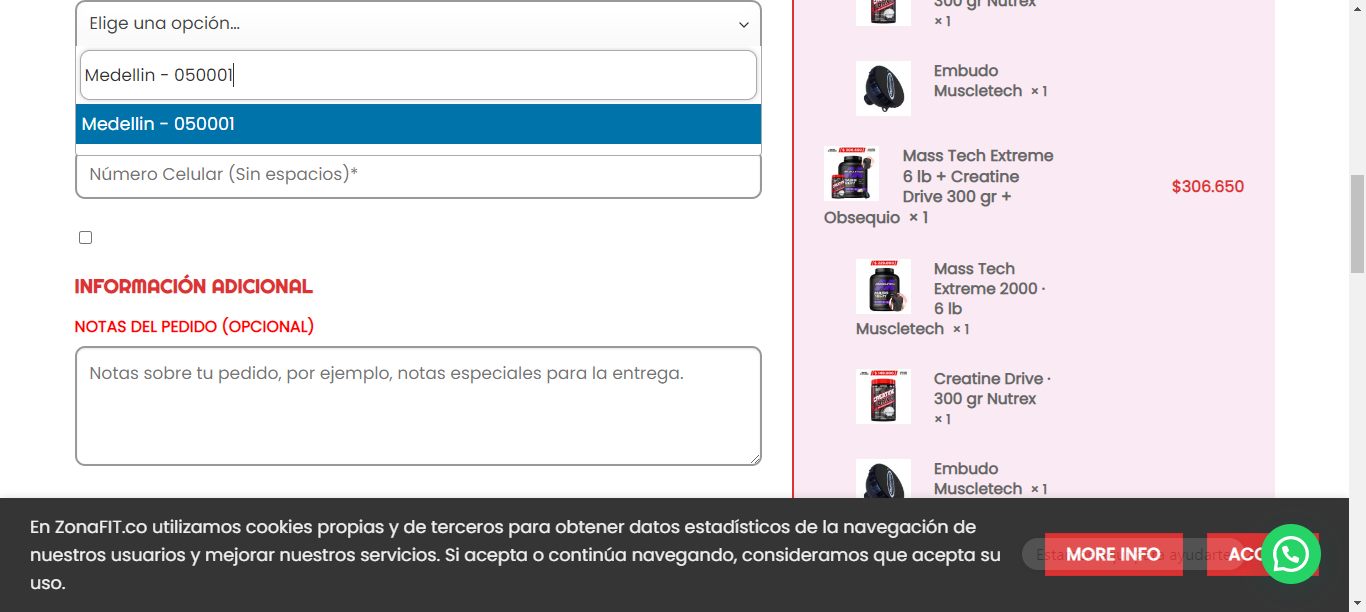 Elige una opción...
Medellin - 050001
Medellin - 050001
Número Celular (Sin espacios)*
INFORMACIÓN ADICIONAL
NOTAS DEL PEDIDO (OPCIONAL)
Notas sobre tu pedido, por ejemplo, notas especiales para la entrega.
300 gr Nutrex
× 1
Embudo
Muscletech × 1
Mass Tech Extreme
6 lb + Creatine
Drive 300 gr +
Obsequio × 1
$306.650
Mass Tech
Extreme 2000 ·
6 lb
Muscletech × 1
Creatine Drive ·
300 gr Nutrex
× 1
Embudo
Muscletech × 1
En ZonaFIT.co utilizamos cookies propias y de terceros para obtener datos estadísticos de la navegación de
nuestros usuarios y mejorar nuestros servicios. Si acepta o continúa navegando, consideramos que acepta su
uso.
MORE INFO